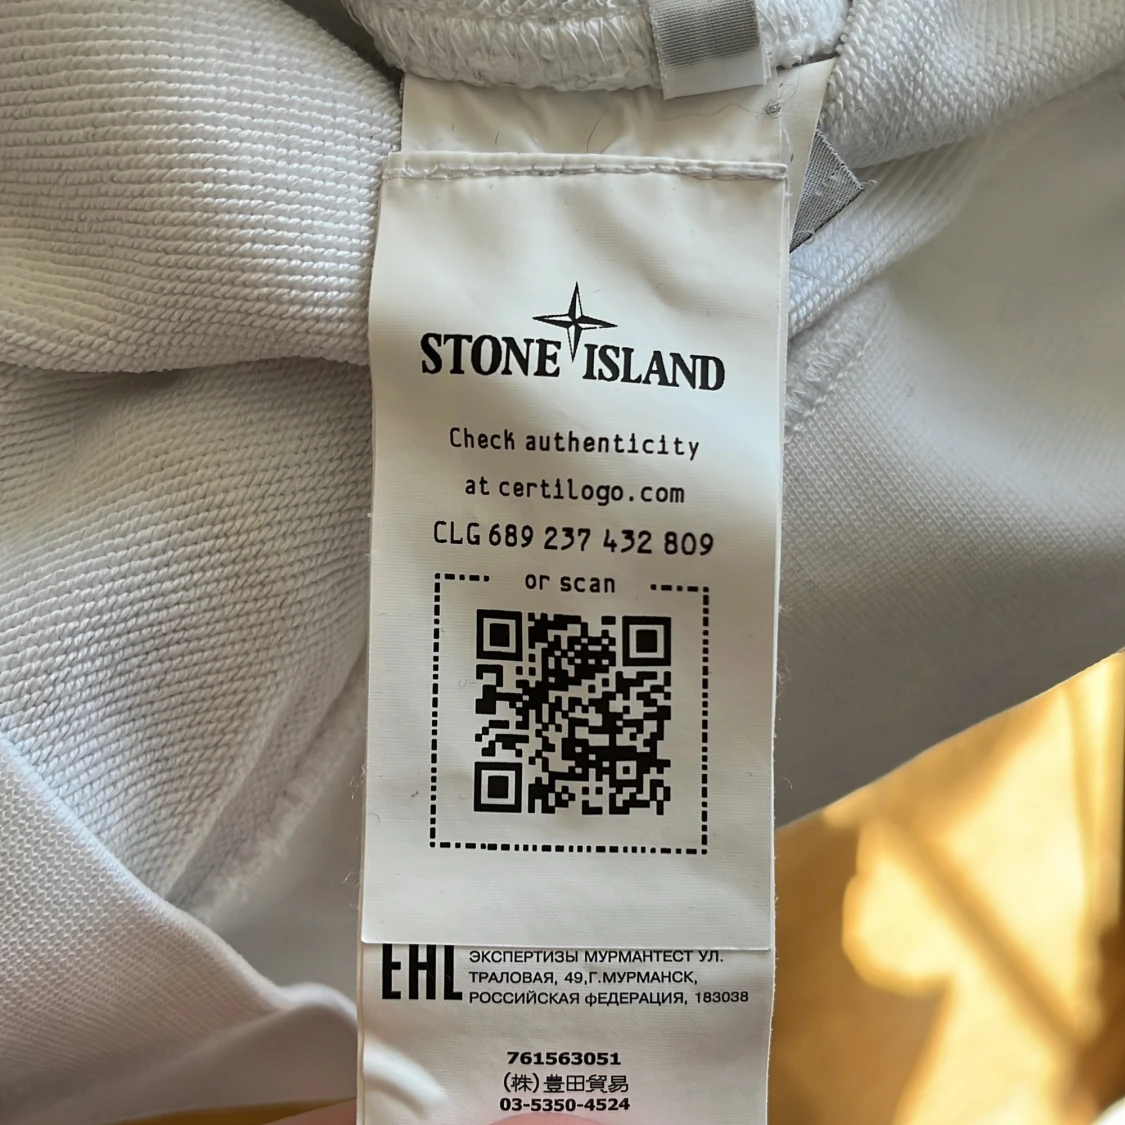 STONE ISLAND
Check authenticity
at certilogo.com
CLG 689 237 432 809
or scan
EAC
ЭКСПЕРТИЗЫ МУРМАНТЕСТ УЛ.
ТРАЛОВАЯ, 49,Г.МУРМАНСК,
РОССИЙСКАЯ фЕДЕРАЦИЯ, 183038
761563051
(株)豊田貿易
03-5350-4524